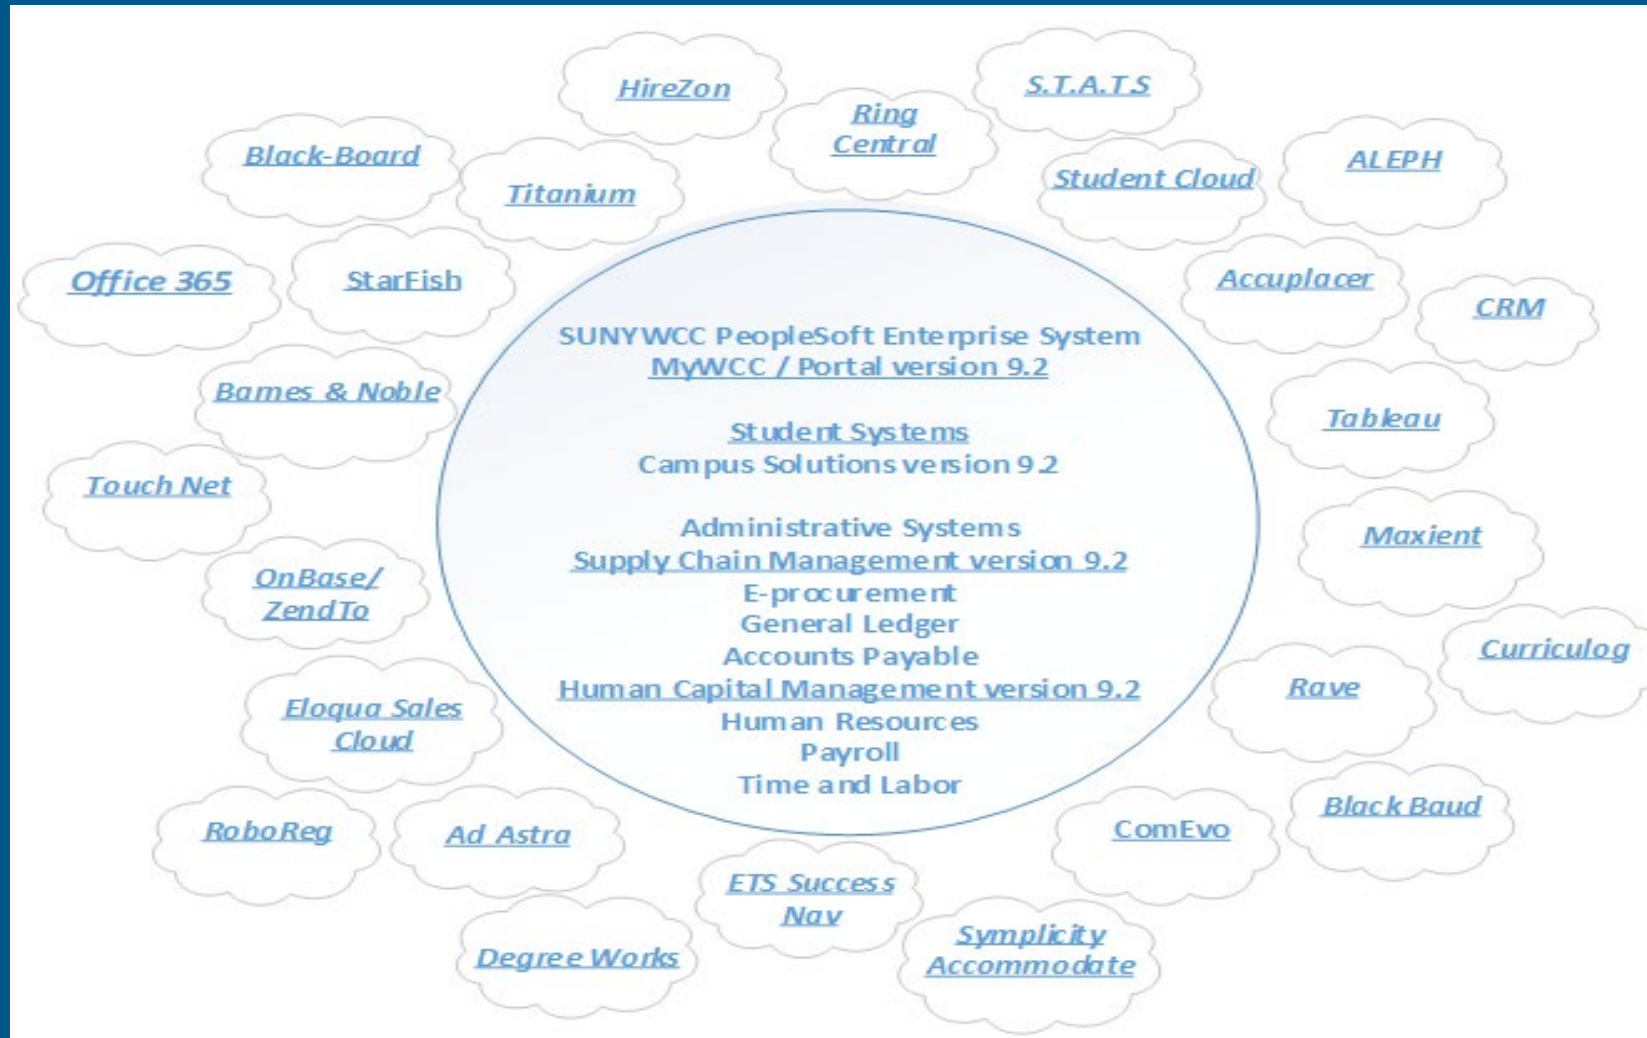 HireZon
S.T.A.T.S
Ring
Central
Black-Board
Titanium
Student Cloud
ALEPH
Office 365
StarFish
Accuplacer
CRM
Barnes & Noble
Tableau
Touch Net
Maxient
OnBase/
ZendTo
Curriculog
Eloqua Sales
Cloud
Rave
RoboReg
Ad Astra
ComEvo
Black Baud
ETS Success
Nav
Degree Works
Symplicity
Accommodate
SUNYWCC PeopleSoft Enterprise System
MyWCC / Portal version 9.2
Student Systems
Campus Solutions version 9.2
Administrative Systems
Supply Chain Management version 9.2
E-procurement
General Ledger
Accounts Payable
Human Capital Management version 9.2
Human Resources
Payroll
Time and Labor